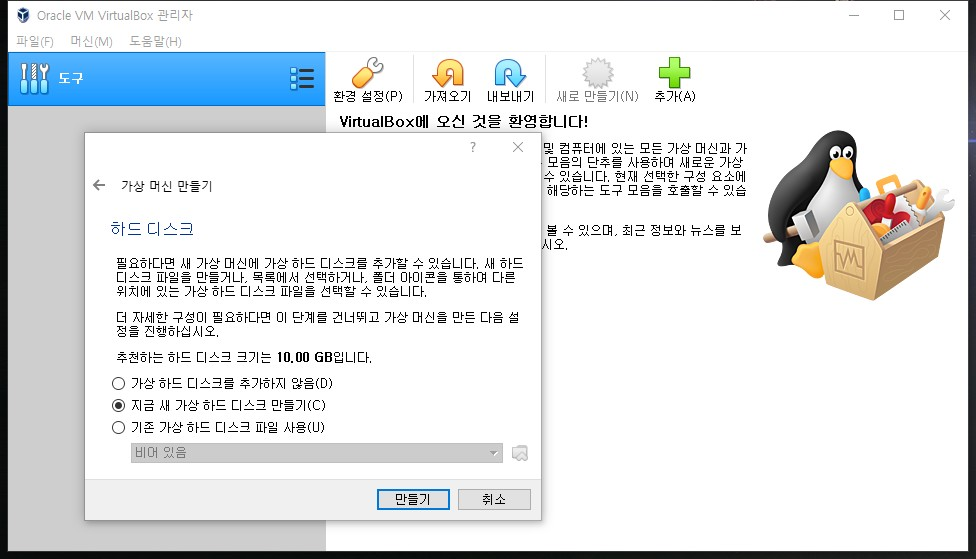 Oracle VM VirtualBox 관리자
파일(F) 머신(M) 도움말(H)
도구
환경 설정(P) 가져오기 내보내기 새로 만들기(N) 추가(A)
VirtualBox에 오신 것을 환영합니다!
및 컴퓨터에 있는 모든 가상 머신과 가
모음의 단추를 사용하여 새로운 가상
수 있습니다. 현재 선택한 구성 요소에
해당하는 도구 모음을 호출할 수 있습
볼 수 있으며, 최근 정보와 뉴스를 보
시오.
?
가상 머신 만들기
하드 디스크
필요하다면 새 가상 머신에 가상 하드 디스크를 추가할 수 있습니다. 새 하드
디스크 파일을 만들거나, 목록에서 선택하거나, 폴더 아이콘을 통하여 다른
위치에 있는 가상 하드 디스크 파일을 선택할 수 있습니다.
더 자세한 구성이 필요하다면 이 단계를 건너뛰고 가상 머신을 만든 다음 설
정을 진행하십시오.
추천하는 하드 디스크 크기는 10.00 GB입니다.
가상 하드 디스크를 추가하지 않음(D)
지금 새 가상 하드 디스크 만들기(C)
기존 가상 하드 디스크 파일 사용(U)
비어 있음
만들기 취소